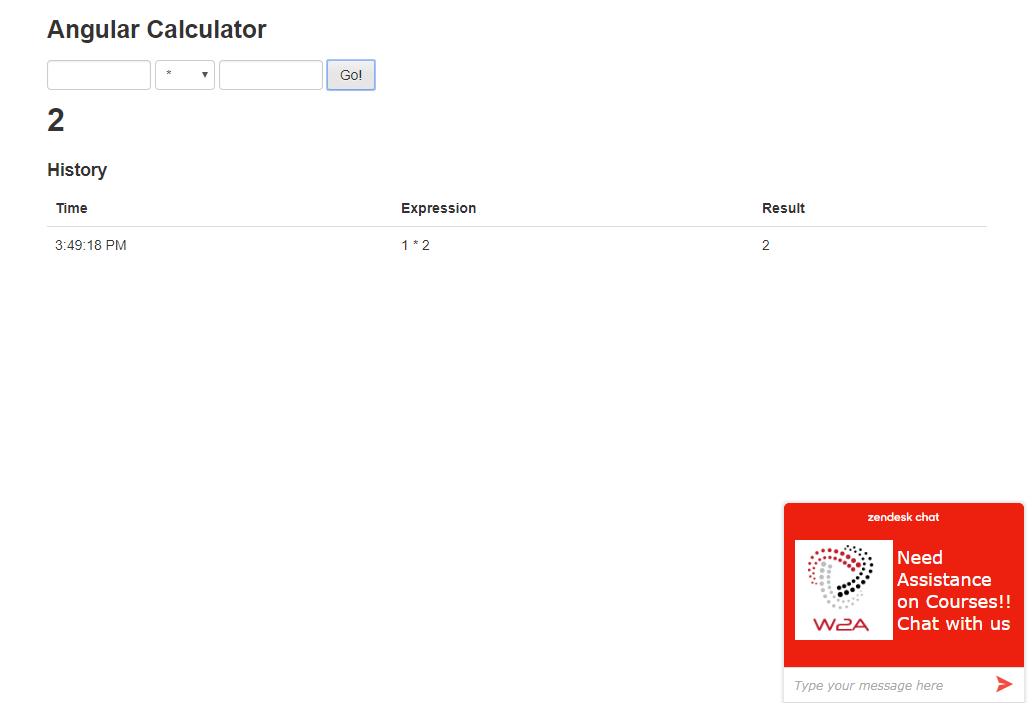 Angular Calculator
* Go!
2
History
Time Expression Result
3:49:18 PM 1 * 2 2
zendesk chat
Need
Assistance
on Courses!!
Chat with us
W2A
Type your message here